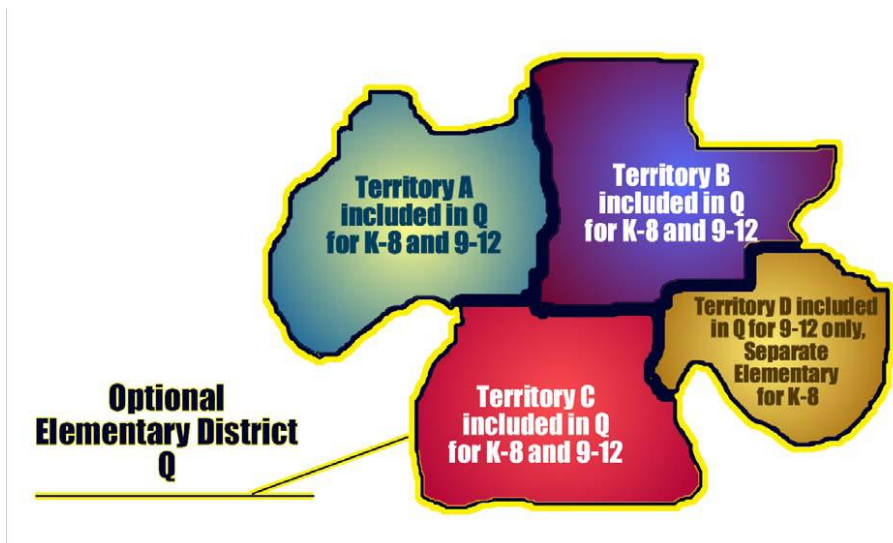 Territory A
included in Q
for K-8 and 9-12
Territory B
included in Q
for K-8 and 9-12
Territory D included
in Q for 9-12 only,
Separate
Elementary
for K-8
Territory C
included in Q
for K-8 and 9-12
Optional
Elementary District
Q